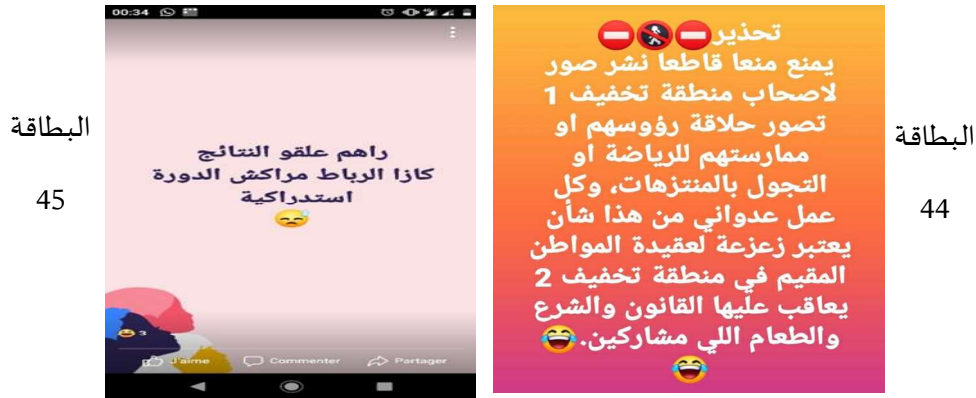 البطاقة
44
تحذير⛔🚷⛔
يمنع منعا قاطعا نشر صور
لاصحاب منطقة تخفيف 1
تصور حلاقة رؤوسهم او
ممارستهم للرياضة او
التجول بالمنتزهات، وكل
عمل عدواني من هذا شأن
يعتبر زعزعة لعقيدة المواطن
المقيم في منطقة تخفيف 2
يعاقب عليها القانون والشرع
والطعام اللي مشاركين.😂
😂
البطاقة
45
00:34
راهم علقو النتائج
كازا الرباط مراكش الدورة
استدراكية
😓
😂 3
J'aime Commenter Partager